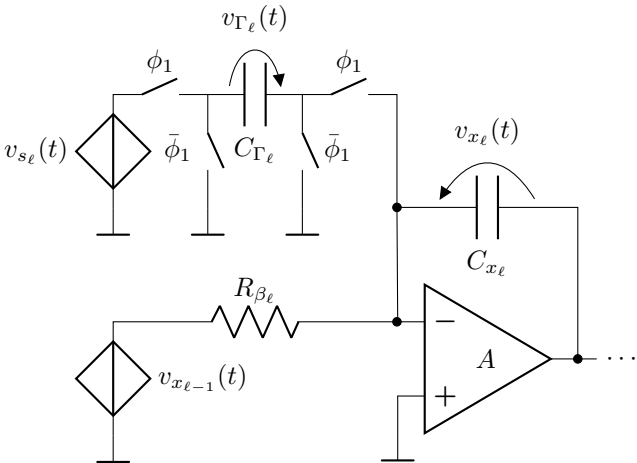 v_{Γ_ℓ}(t)
ϕ_1
ϕ_1
v_{s_ℓ}(t)
ϕ̄_1
C_{Γ_ℓ}
ϕ̄_1
v_{x_ℓ}(t)
C_{x_ℓ}
R_{β_ℓ}
v_{x_{ℓ−1}}(t)
−
A
+
⋯